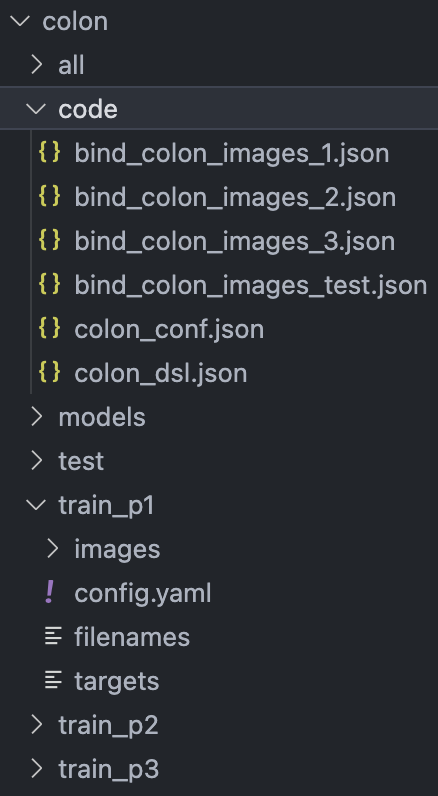 colon
all
code
{} bind_colon_images_1.json
{} bind_colon_images_2.json
{} bind_colon_images_3.json
{} bind_colon_images_test.json
{} colon_conf.json
{} colon_dsl.json
models
test
train_p1
images
! config.yaml
filenames
targets
train_p2
train_p3